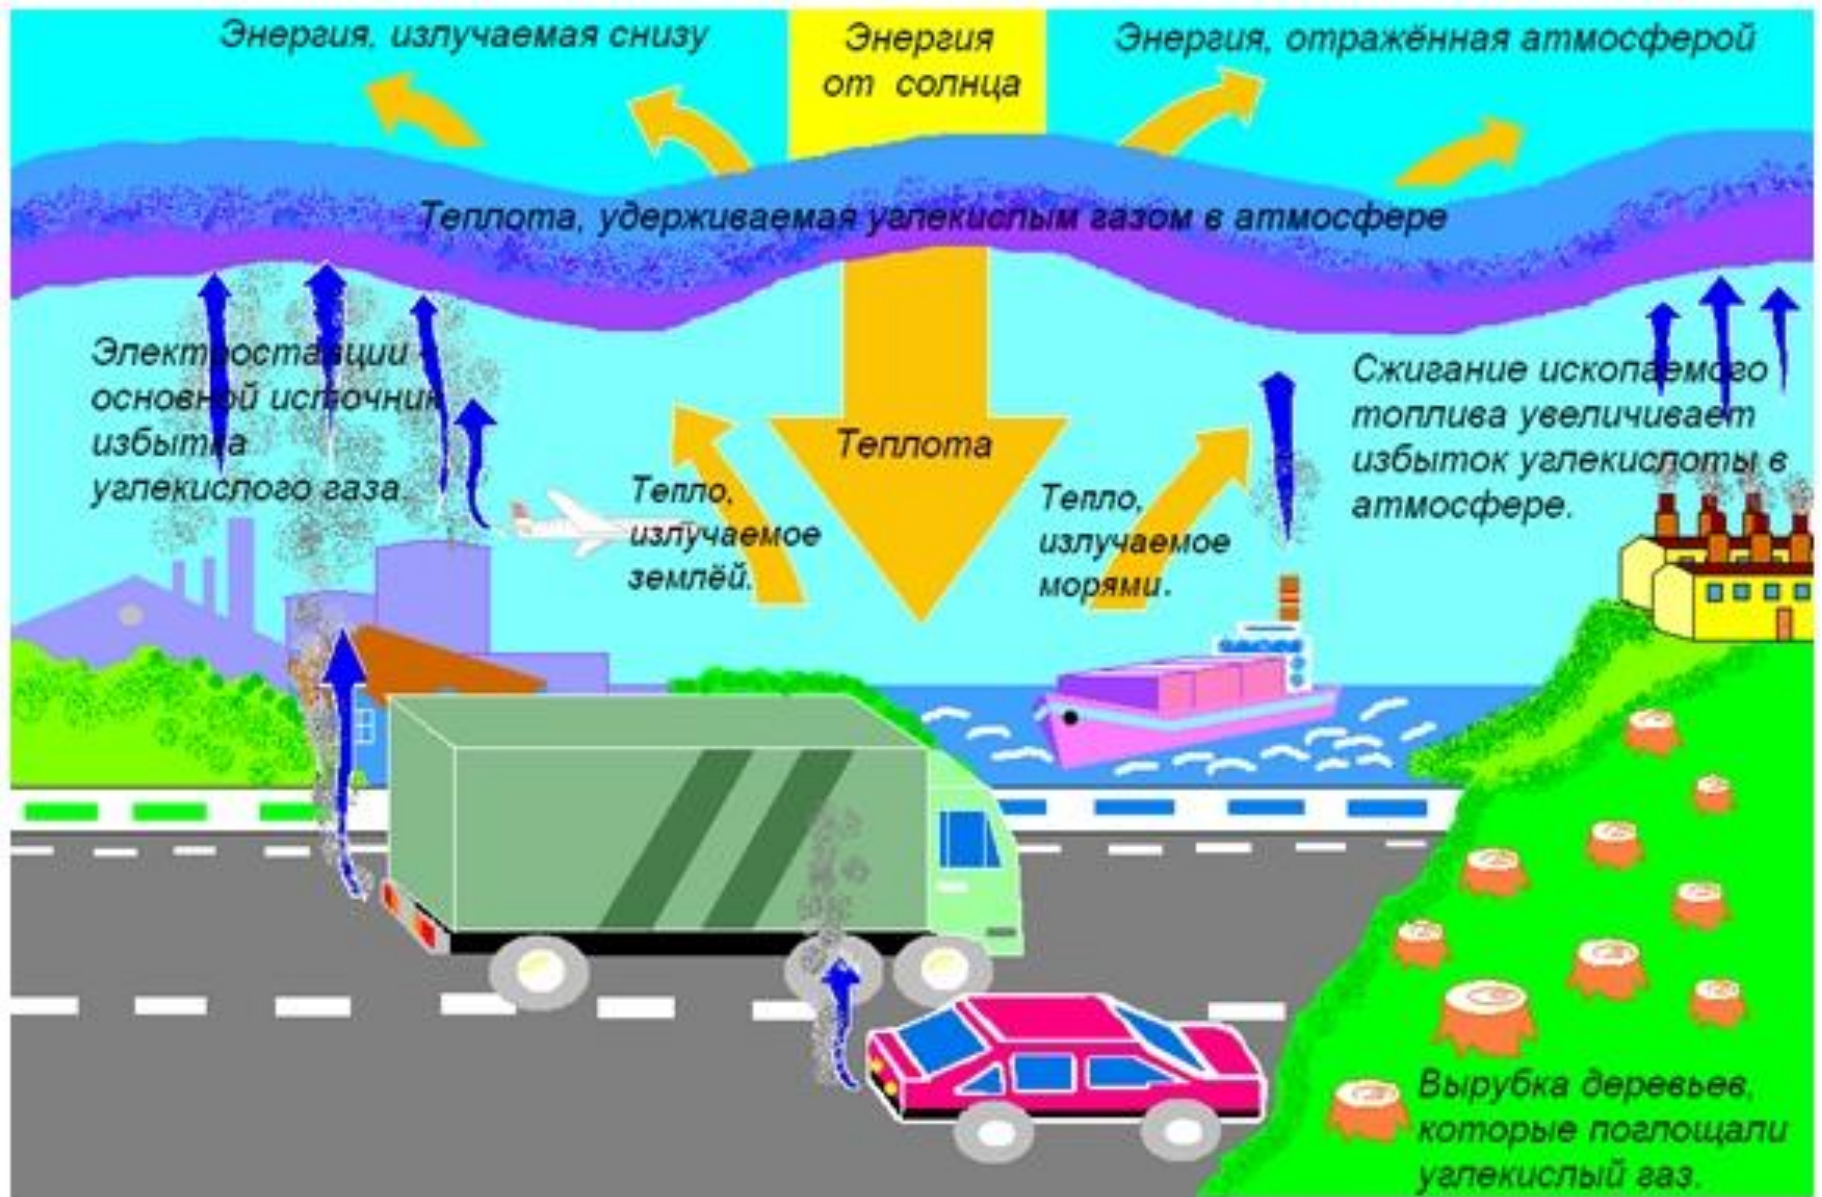 Энергия, излучаемая снизу
Энергия
от солнца
Энергия, отражённая атмосферой
Теплота, удерживаемая углекислым газом в атмосфере
Электростанции -
основной источник
избытка
углекислого газа.
Теплота
Тепло,
излучаемое
землёй.
Тепло,
излучаемое
морями.
Сжигание ископаемого
топлива увеличивает
избыток углекислоты в
атмосфере.
Вырубка деревьев,
которые поглощали
углекислый газ.